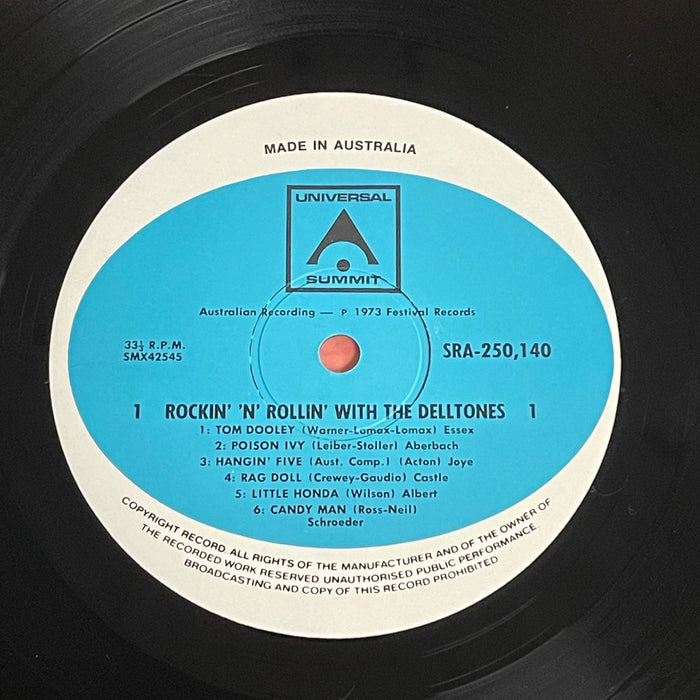 MADE IN AUSTRALIA
UNIVERSAL
SUMMIT
Australian Recording — P 1973 Festival Records
33⅓ R.P.M.
SMX42545
SRA-250,140
1 ROCKIN' 'N' ROLLIN' WITH THE DELLTONES 1
1: TOM DOOLEY (Warner-Lumax-Lomax) Essex
2: POISON IVY (Leiber-Stoller) Aberbach
3: HANGIN' FIVE (Aust. Comp.) (Acton) Joye
4: RAG DOLL (Crewey-Gaudio) Castle
5: LITTLE HONDA (Wilson) Albert
6: CANDY MAN (Ross-Neil)
Schroeder
COPYRIGHT RECORD ALL RIGHTS OF THE MANUFACTURER AND OF THE OWNER OF
THE RECORDED WORK RESERVED UNAUTHORISED PUBLIC PERFORMANCE
BROADCASTING AND COPY OF THIS RECORD PROHIBITED